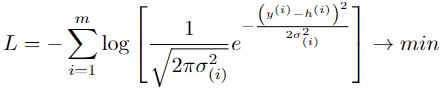 $L = -\sum_{i=1}^{m} \log \left[ \frac{1}{\sqrt{2\pi\sigma_{(i)}^{2}}} e^{-\frac{\left(y^{(i)}-h^{(i)}\right)^{2}}{2\sigma_{(i)}^{2}}} \right] \rightarrow min$